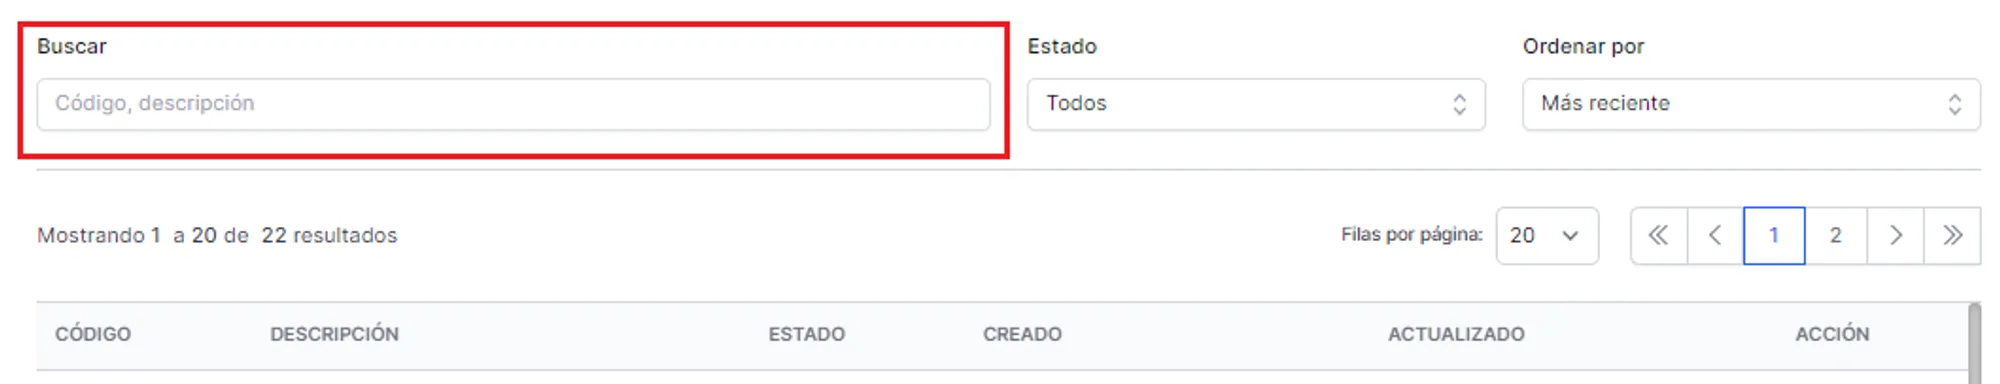 Buscar Estado Ordenar por
Código, descripción Todos Más reciente
Mostrando 1 a 20 de 22 resultados Filas por página: 20 1 2
CÓDIGO DESCRIPCIÓN ESTADO CREADO ACTUALIZADO ACCIÓN